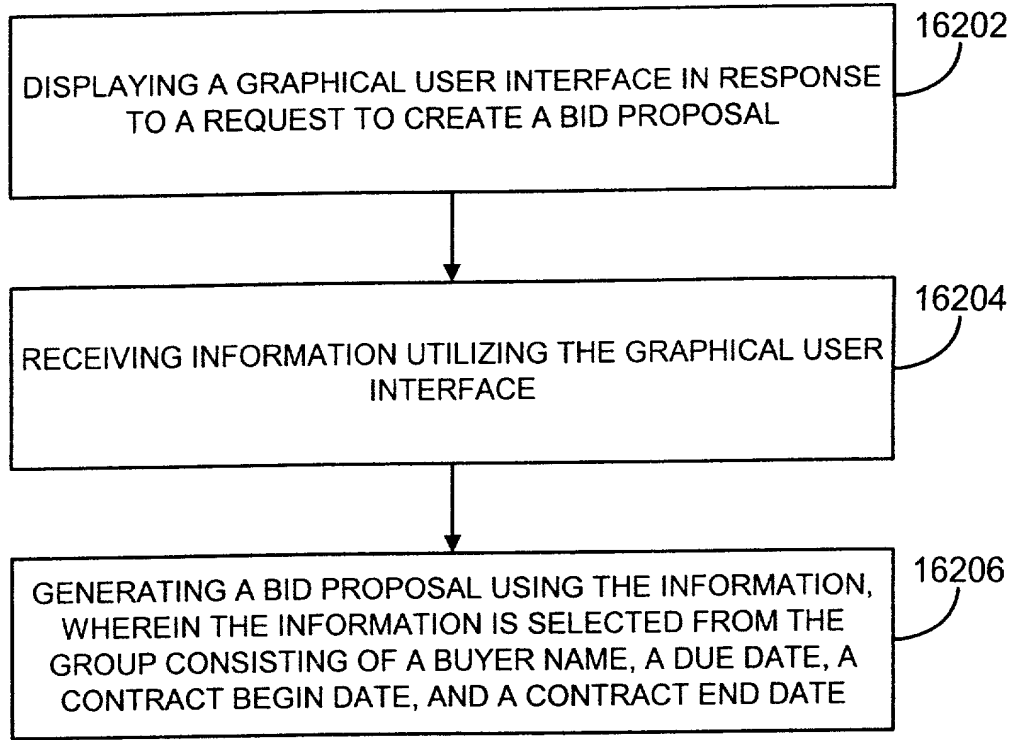 16202
DISPLAYING A GRAPHICAL USER INTERFACE IN RESPONSE
TO A REQUEST TO CREATE A BID PROPOSAL
16204
RECEIVING INFORMATION UTILIZING THE GRAPHICAL USER
INTERFACE
16206
GENERATING A BID PROPOSAL USING THE INFORMATION,
WHEREIN THE INFORMATION IS SELECTED FROM THE
GROUP CONSISTING OF A BUYER NAME, A DUE DATE, A
CONTRACT BEGIN DATE, AND A CONTRACT END DATE